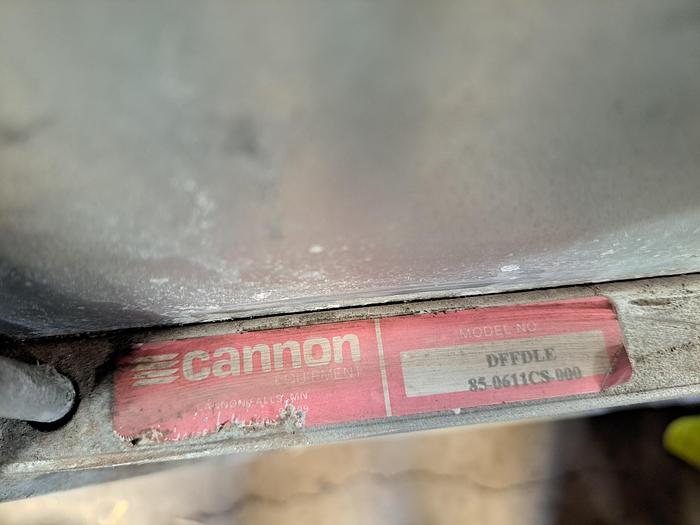 cannon
EQUIPMENT
CANNON FALLS, MN
MODEL NO.
DFFDLE
85-0611CS-000